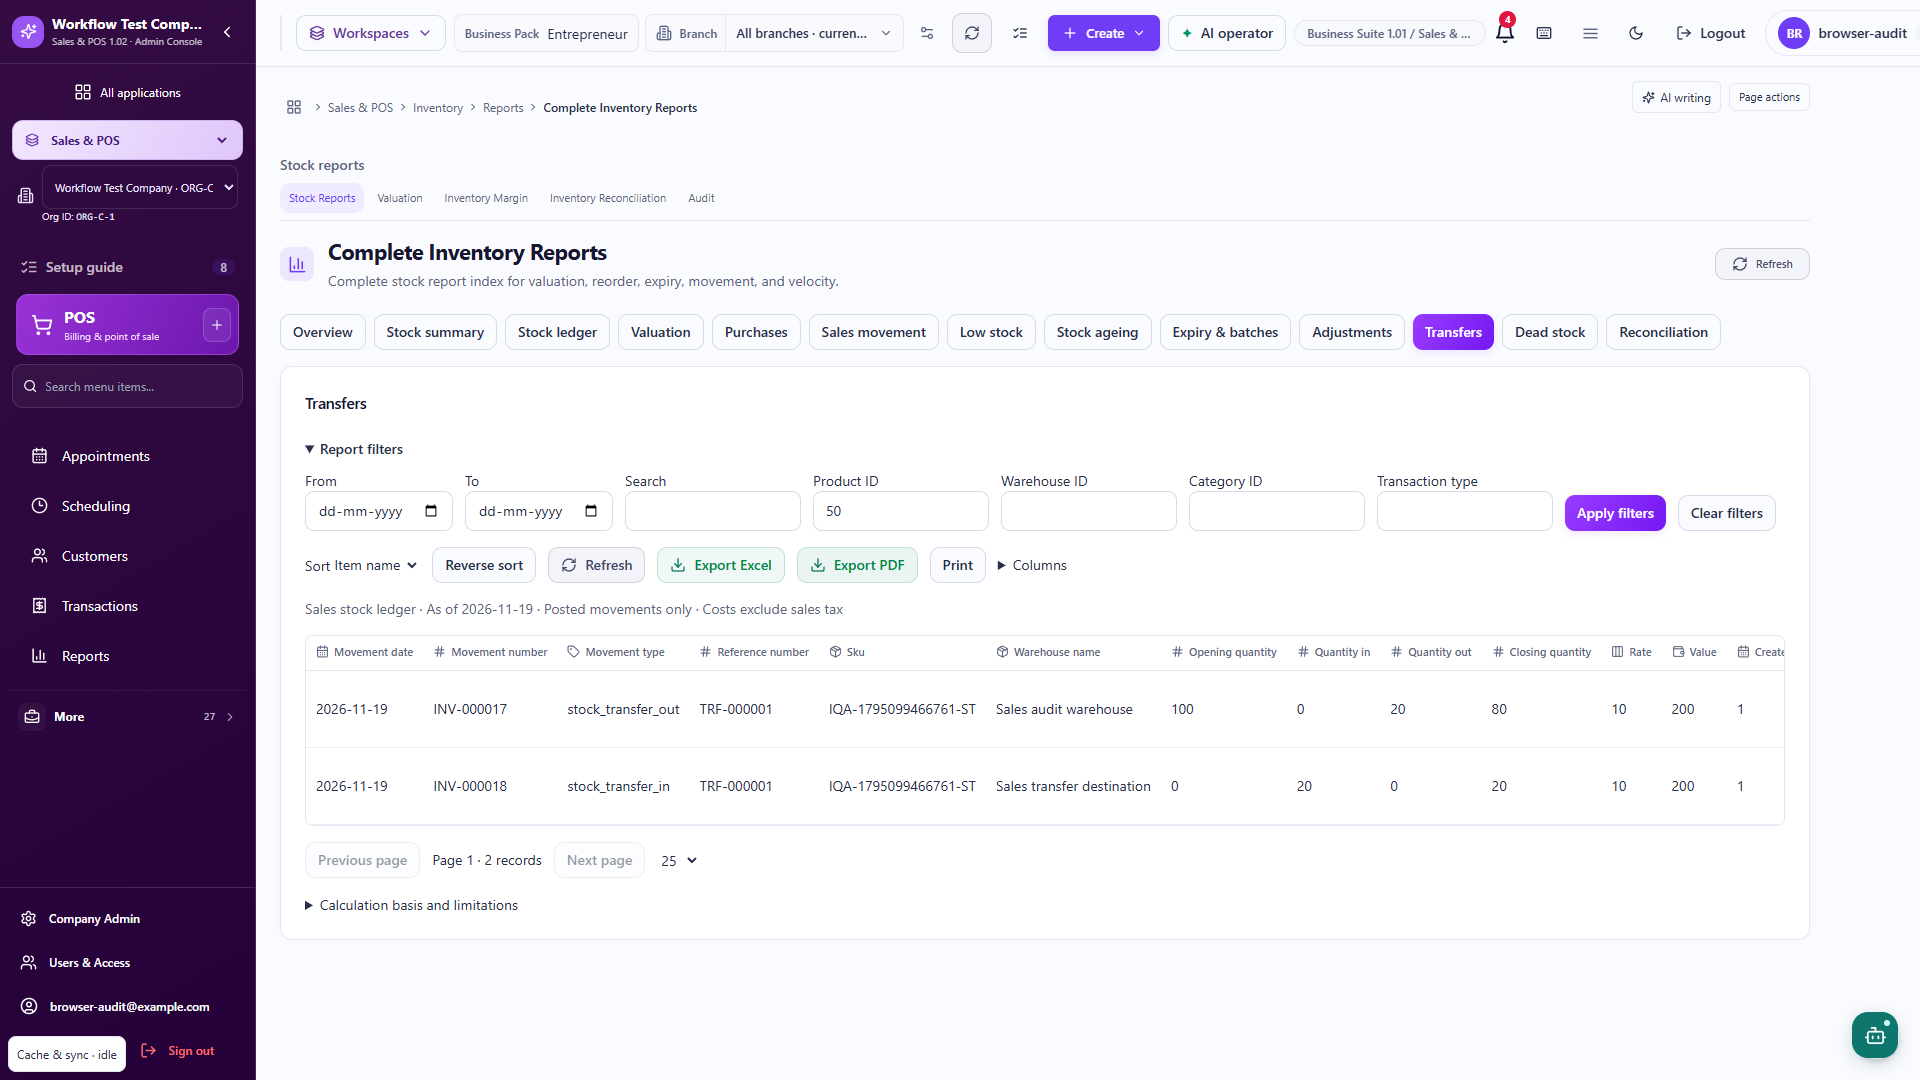 Workflow Test Comp...
Sales & POS 1.02 · Admin Console
All applications
Sales & POS
Workflow Test Company · ORG-C
Org ID: ORG-C-1
Setup guide 8
POS
Billing & point of sale
Search menu items...
Appointments
Scheduling
Customers
Transactions
Reports
More 27
Company Admin
Users & Access
browser-audit@example.com
Cache & sync · idle
Sign out
Workspaces
Business Pack Entrepreneur
Branch All branches · curren...
Create
AI operator
Business Suite 1.01 / Sales & ...
4
Logout
BR browser-audit
Sales & POS > Inventory > Reports > Complete Inventory Reports
AI writing
Page actions
Stock reports
Stock Reports Valuation Inventory Margin Inventory Reconciliation Audit
Complete Inventory Reports
Complete stock report index for valuation, reorder, expiry, movement, and velocity.
Refresh
Overview Stock summary Stock ledger Valuation Purchases Sales movement Low stock Stock ageing Expiry & batches Adjustments Transfers Dead stock Reconciliation
Transfers
Report filters
From To Search Product ID Warehouse ID Category ID Transaction type
dd-mm-yyyy dd-mm-yyyy 50 Apply filters Clear filters
Sort Item name Reverse sort Refresh Export Excel Export PDF Print Columns
Sales stock ledger · As of 2026-11-19 · Posted movements only · Costs exclude sales tax
Movement date Movement number Movement type Reference number Sku Warehouse name Opening quantity Quantity in Quantity out Closing quantity Rate Value Create
2026-11-19 INV-000017 stock_transfer_out TRF-000001 IQA-1795099466761-ST Sales audit warehouse 100 0 20 80 10 200 1
2026-11-19 INV-000018 stock_transfer_in TRF-000001 IQA-1795099466761-ST Sales transfer destination 0 20 0 20 10 200 1
Previous page Page 1 · 2 records Next page 25
Calculation basis and limitations